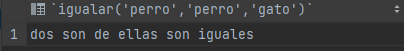 `igualar('perro','perro','gato')`
1 dos son de ellas son iguales